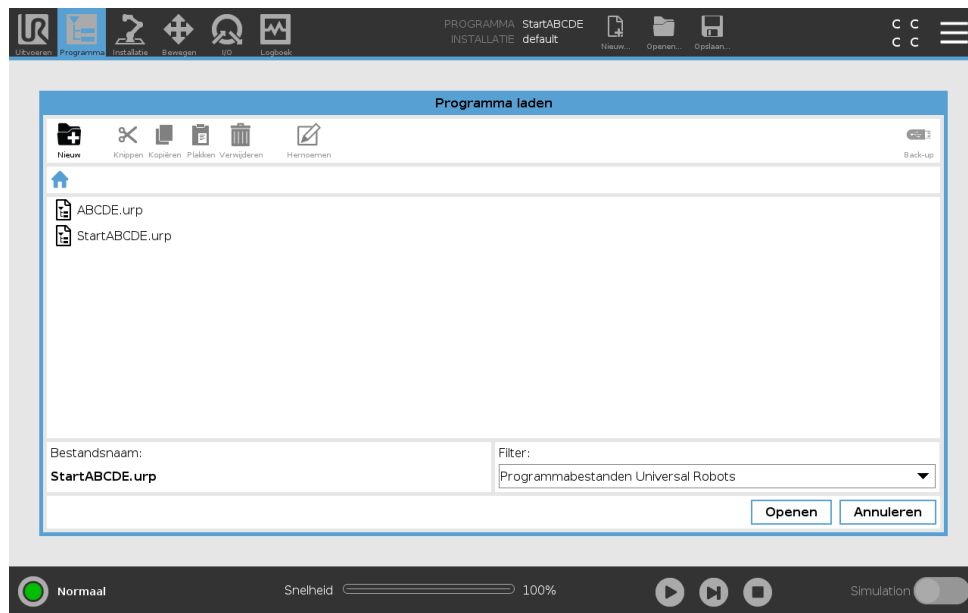 PROGRAMMA StartABCDE
INSTALLATIE default
C C
C C
Uitvoeren Programma Installatie Bewegen I/O Logboek Nieuw... Openen... Opslaan...
Programma laden
Nieuw Knippen Kopiëren Plakken Verwijderen Hernoemen Back-up
ABCDE.urp
StartABCDE.urp
Bestandsnaam: Filter:
StartABCDE.urp Programmabestanden Universal Robots
Openen Annuleren
Normaal Snelheid 100% Simulation